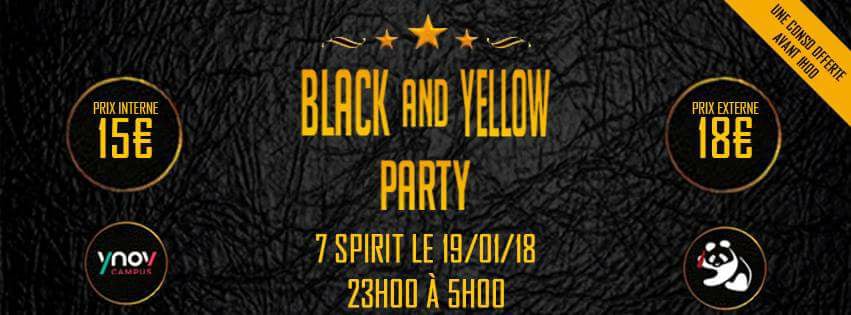 UNE CONSO OFFERTE
AVANT 1H00
BLACK AND YELLOW
PARTY
PRIX INTERNE
15€
PRIX EXTERNE
18€
7 SPIRIT LE 19/01/18
23H00 À 5H00
YNOV
CAMPUS